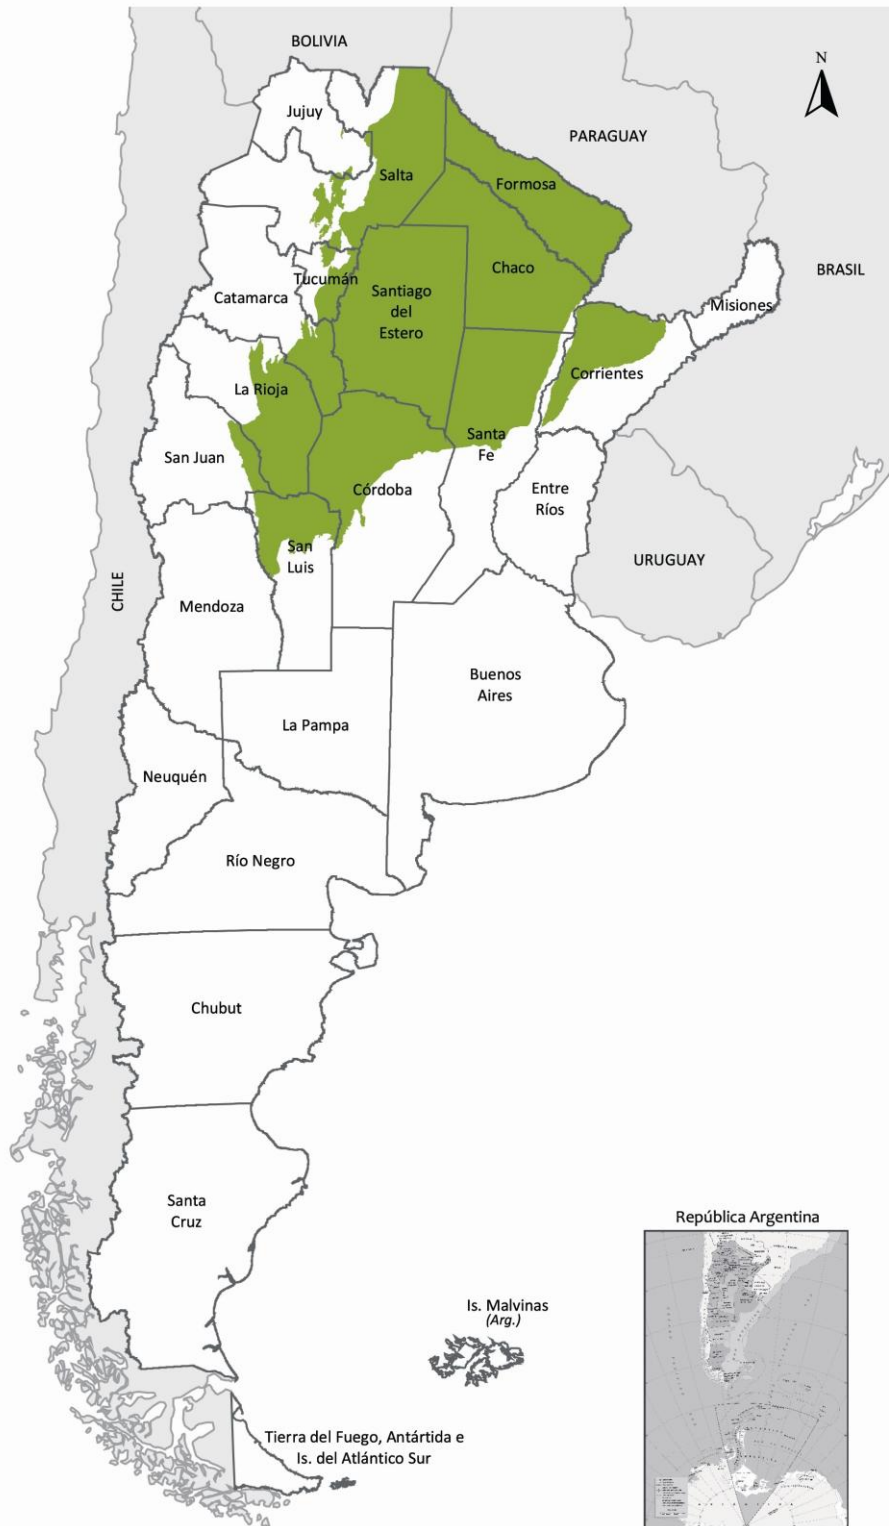 BOLIVIA
N
Jujuy
PARAGUAY
Salta
Formosa
Chaco
BRASIL
Tucumán
Catamarca
Santiago
del
Estero
Misiones
Corrientes
La Rioja
Santa
Fe
San Juan
Córdoba
Entre
Ríos
San
Luis
URUGUAY
CHILE
Mendoza
Buenos
Aires
La Pampa
Neuquén
Río Negro
Chubut
Santa
Cruz
República Argentina
Is. Malvinas
(Arg.)
Tierra del Fuego, Antártida e
Is. del Atlántico Sur